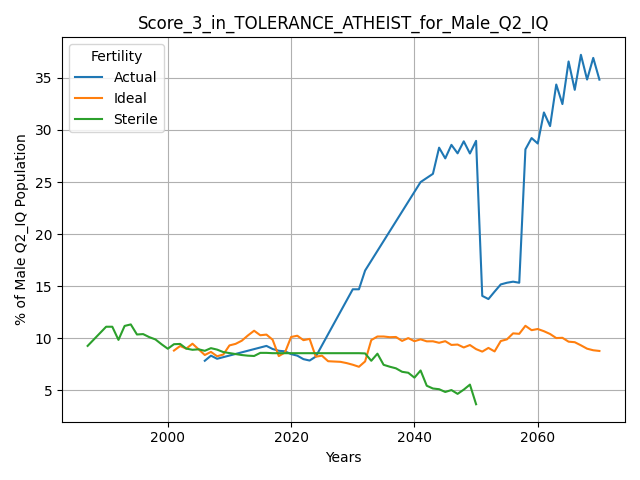 Score_3_in_TOLERANCE_ATHEIST_for_Male_Q2_IQ
Fertility
Actual
Ideal
Sterile
% of Male Q2_IQ Population
35
30
25
20
15
10
5
2000
2020
2040
2060
Years